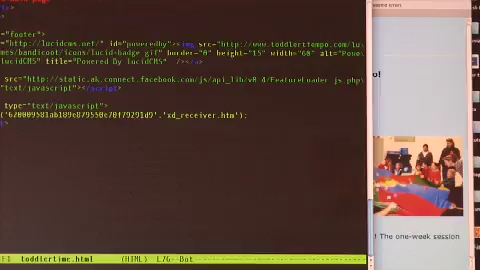 ="footer">
="http://lucidcms.net/" id="poweredby"><img src="http://www.toddlertempo.com/lu
mes/bandicoot/icons/lucid-badge.gif" border="0" height="15" width="60" alt="Powe
lucidCMS" title="Powered By lucidCMS" /></a>
src="http://static.ak.connect.facebook.com/js/api_lib/v0.4/FeatureLoader.js.php
"text/javascript"></script>
type="text/javascript">
'xd_receiver.htm');
toddlertime.html (HTML) L76--Bot
o!
! The one-week session